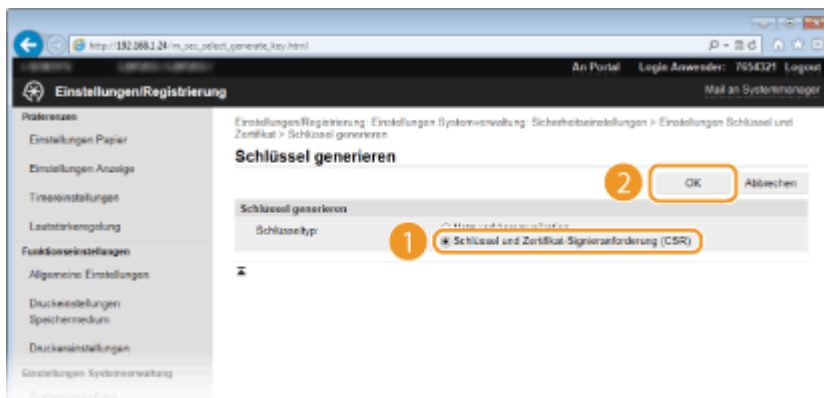 http://192.168.1.24/m_sec_select_generate_key.html
An Portal Login Anwender: 7654321 Logout
Einstellungen/Registrierung
Mail an Systemmanager
Präferenzen
Einstellungen Papier
Einstellungen Anzeige
Timereinstellungen
Lautstärkeregelung
Funktionseinstellungen
Allgemeine Einstellungen
Druckeinstellungen
Speichermedium
Druckereinstellungen
Einstellungen Systemverwaltung
Einstellungen/Registrierung: Einstellungen Systemverwaltung: Sicherheitseinstellungen > Einstellungen Schlüssel und
Zertifikat > Schlüssel generieren
Schlüssel generieren
2
OK Abbrechen
Schlüssel generieren
Schlüsseltyp:
1
Schlüssel und Zertifikat-Signieranforderung (CSR)